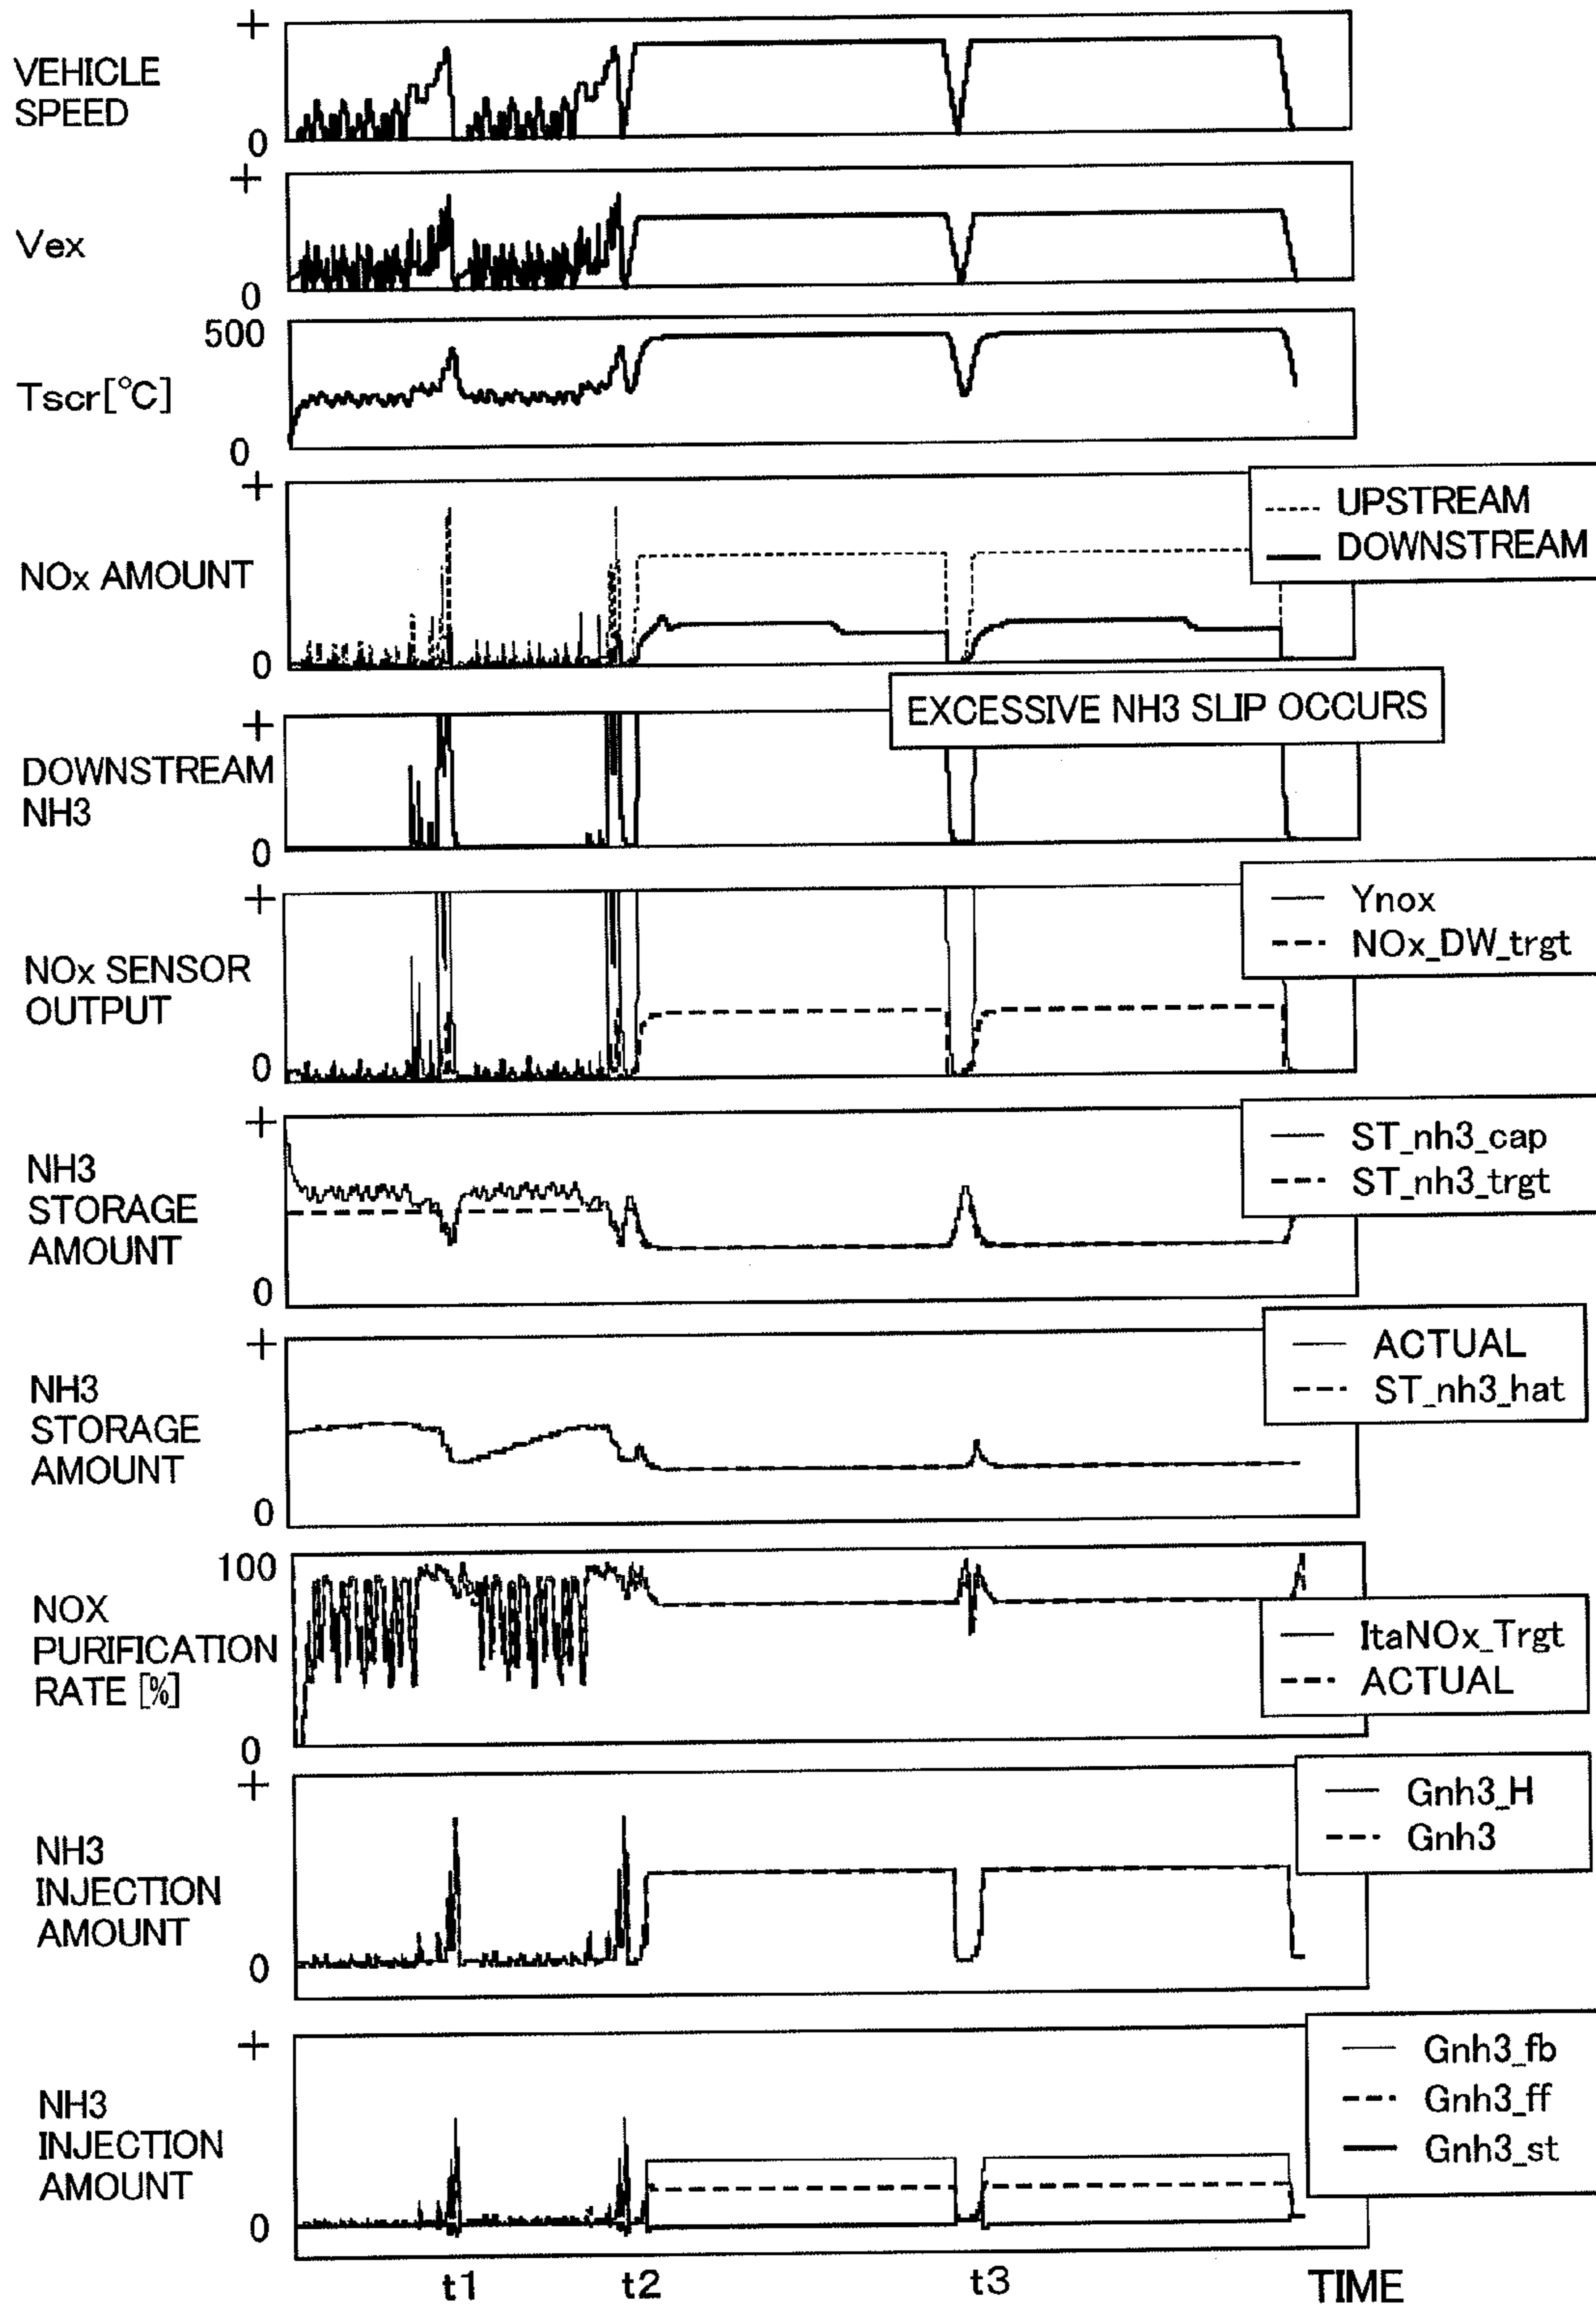 +
VEHICLE
SPEED
0
+
Vex
0
500
Tscr[℃]
0
+
NOx AMOUNT
0
UPSTREAM
DOWNSTREAM
EXCESSIVE NH3 SLIP OCCURS
+
DOWNSTREAM
NH3
0
+
NOx SENSOR
OUTPUT
0
Ynox
NOx_DW_trgt
+
NH3
STORAGE
AMOUNT
0
ST_nh3_cap
ST_nh3_trgt
+
NH3
STORAGE
AMOUNT
0
ACTUAL
ST_nh3_hat
100
NOX
PURIFICATION
RATE [%]
0
ItaNOx_Trgt
ACTUAL
+
NH3
INJECTION
AMOUNT
0
Gnh3_H
Gnh3
+
NH3
INJECTION
AMOUNT
0
Gnh3_fb
Gnh3_ff
Gnh3_st
t1 t2 t3 TIME